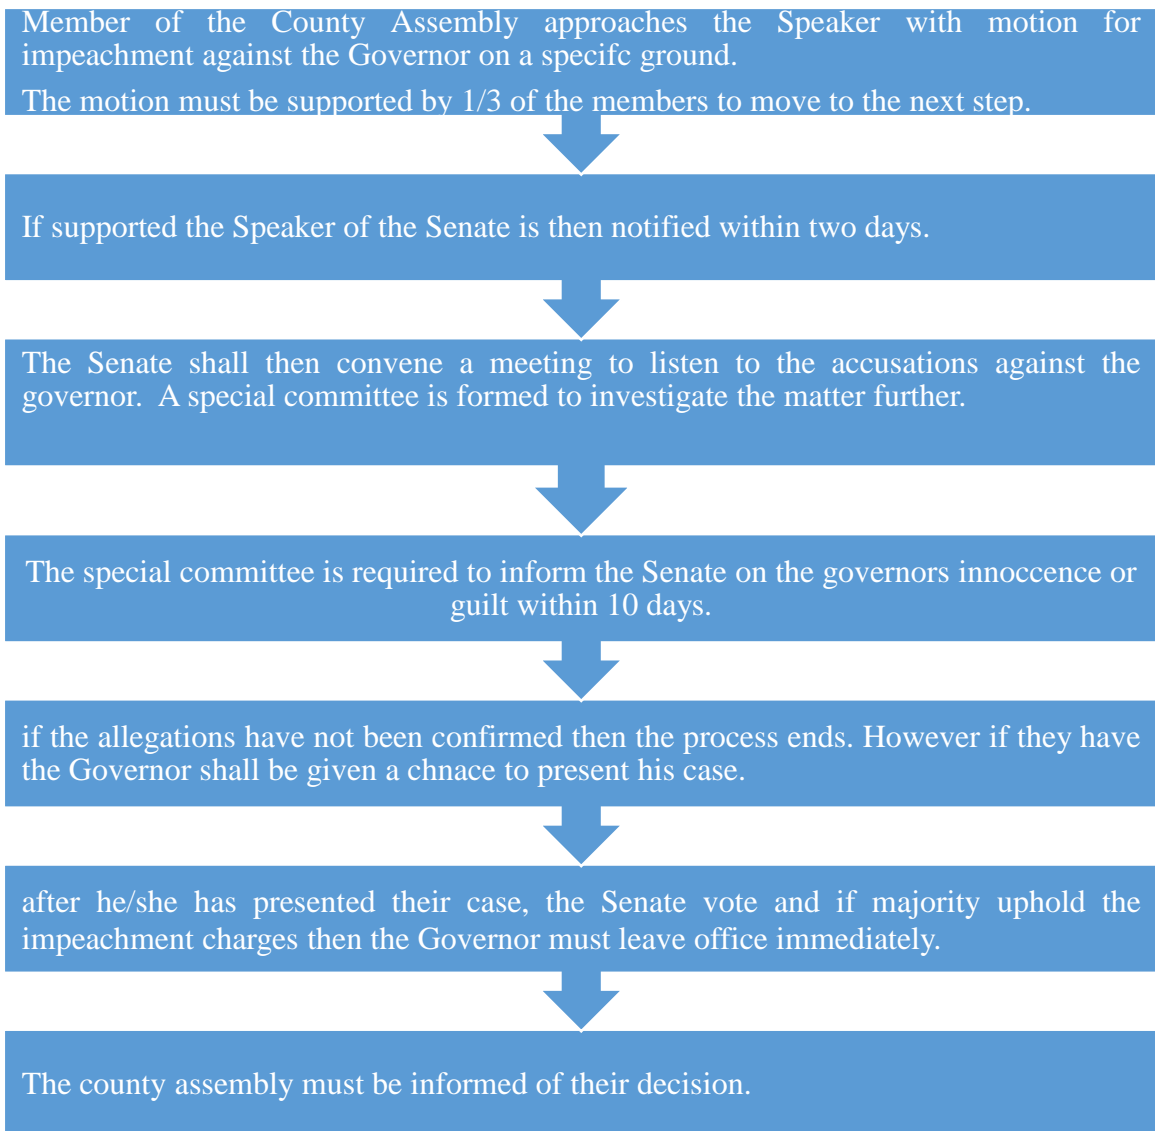 Member of the County Assembly approaches the Speaker with motion for
impeachment against the Governor on a specifc ground.
The motion must be supported by 1/3 of the members to move to the next step.
If supported the Speaker of the Senate is then notified within two days.
The Senate shall then convene a meeting to listen to the accusations against the
governor. A special committee is formed to investigate the matter further.
The special committee is required to inform the Senate on the governors innoccence or
guilt within 10 days.
if the allegations have not been confirmed then the process ends. However if they have
the Governor shall be given a chnace to present his case.
after he/she has presented their case, the Senate vote and if majority uphold the
impeachment charges then the Governor must leave office immediately.
The county assembly must be informed of their decision.